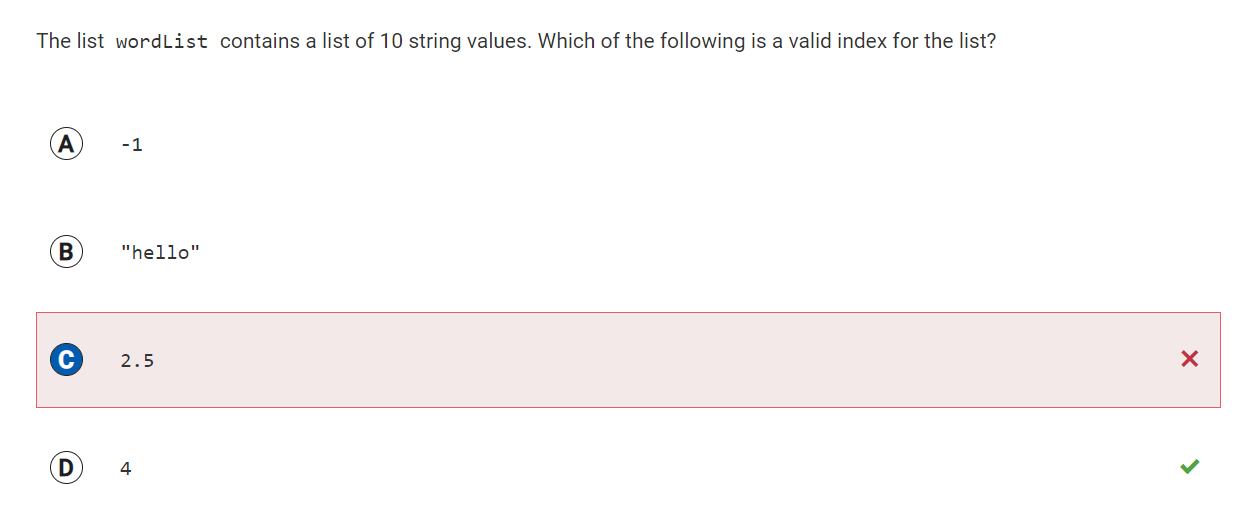 The list wordList contains a list of 10 string values. Which of the following is a valid index for the list?
A -1
B "hello"
C 2.5
D 4